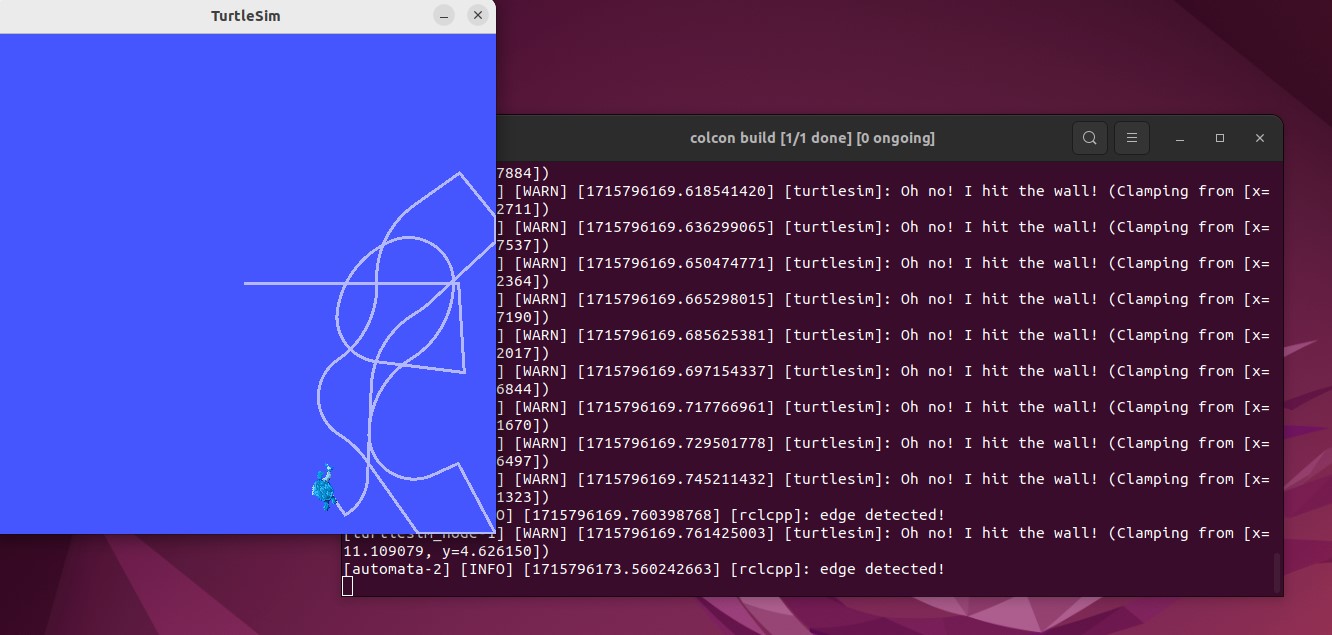 TurtleSim
colcon build [1/1 done] [0 ongoing]
7884])
] [WARN] [1715796169.618541420] [turtlesim]: Oh no! I hit the wall! (Clamping from [x=
2711])
] [WARN] [1715796169.636299065] [turtlesim]: Oh no! I hit the wall! (Clamping from [x=
7537])
] [WARN] [1715796169.650474771] [turtlesim]: Oh no! I hit the wall! (Clamping from [x=
2364])
] [WARN] [1715796169.665298015] [turtlesim]: Oh no! I hit the wall! (Clamping from [x=
7190])
] [WARN] [1715796169.685625381] [turtlesim]: Oh no! I hit the wall! (Clamping from [x=
2017])
] [WARN] [1715796169.697154337] [turtlesim]: Oh no! I hit the wall! (Clamping from [x=
6844])
] [WARN] [1715796169.717766961] [turtlesim]: Oh no! I hit the wall! (Clamping from [x=
1670])
] [WARN] [1715796169.729501778] [turtlesim]: Oh no! I hit the wall! (Clamping from [x=
6497])
] [WARN] [1715796169.745211432] [turtlesim]: Oh no! I hit the wall! (Clamping from [x=
1323])
O] [1715796169.760398768] [rclcpp]: edge detected!
[turtlesim_node-1] [WARN] [1715796169.761425003] [turtlesim]: Oh no! I hit the wall! (Clamping from [x=
11.109079, y=4.626150])
[automata-2] [INFO] [1715796173.560242663] [rclcpp]: edge detected!